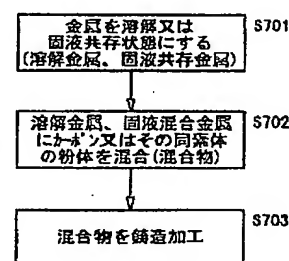 金属を溶解又は
固液共存状態にする
(溶解金属、固液共存金属)
S701
溶解金属、固液混合金属
にカーボン又はその同素体
の粉体を混合(混合物)
S702
混合物を鋳造加工
S703